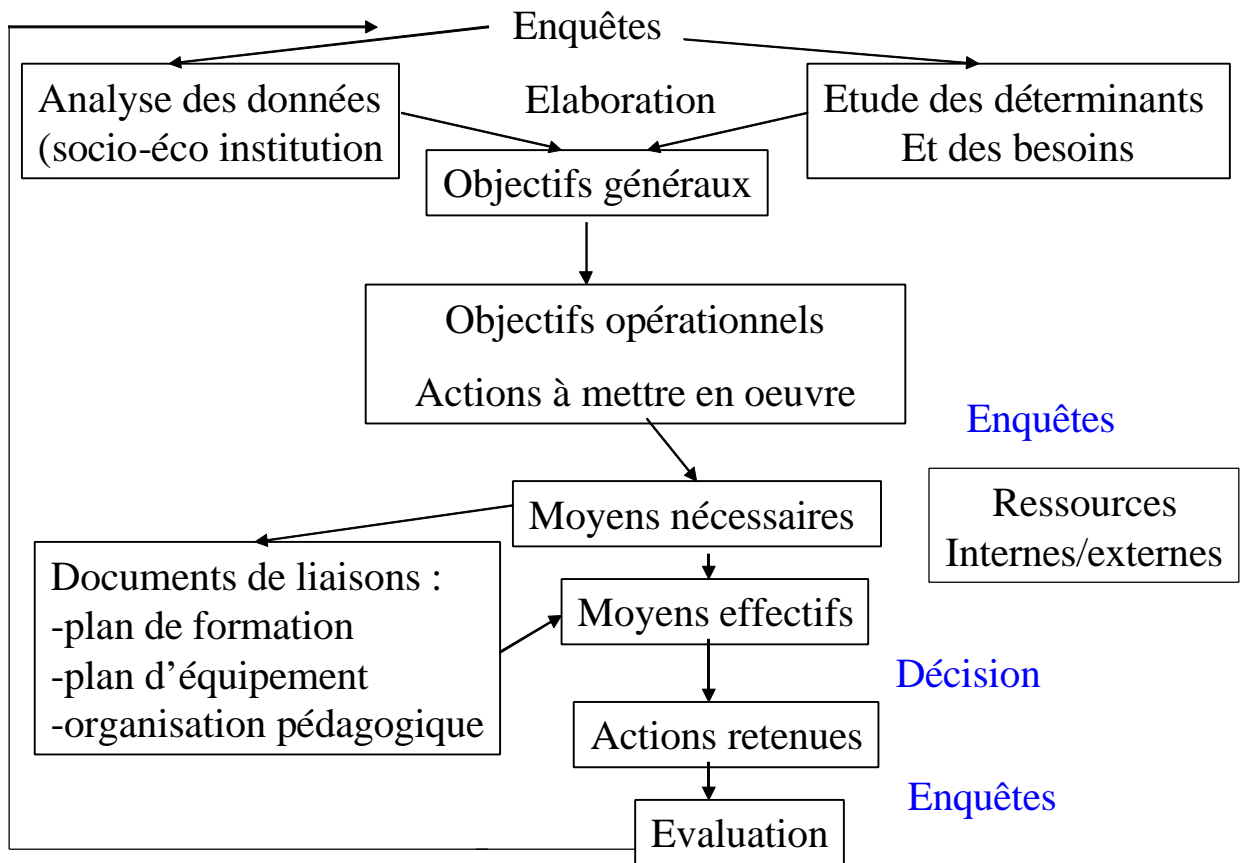 Enquêtes
Analyse des données
(socio-éco institution
Elaboration
Etude des déterminants
Et des besoins
Objectifs généraux
Objectifs opérationnels
Actions à mettre en oeuvre
Enquêtes
Moyens nécessaires
Ressources
Internes/externes
Documents de liaisons :
-plan de formation
-plan d’équipement
-organisation pédagogique
Moyens effectifs
Décision
Actions retenues
Enquêtes
Evaluation